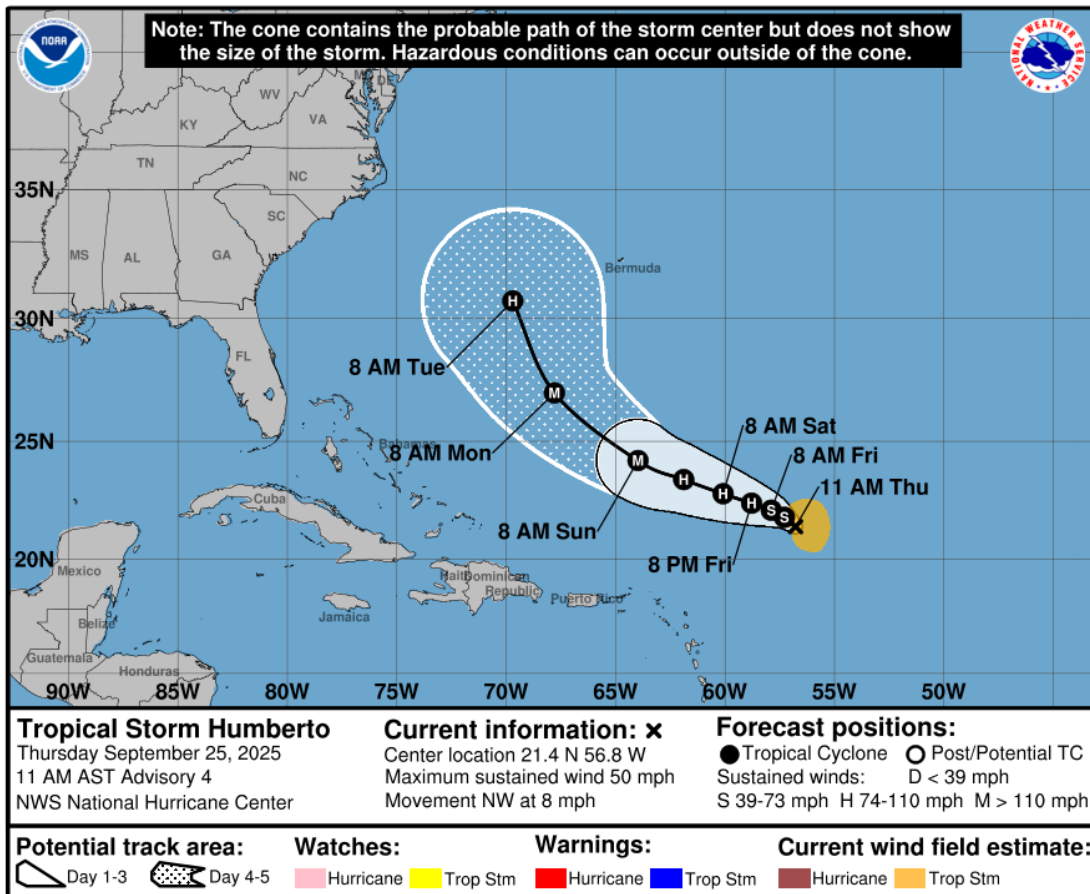 Note: The cone contains the probable path of the storm center but does not show
the size of the storm. Hazardous conditions can occur outside of the cone.
NOAA
NATIONAL WEATHER SERVICE
WV
MD
DE
KY
VA
TN
NC
35N
SC
MS
AL
GA
Bermuda
H
30N
FL
8 AM Tue
M
25N
Bahamas
8 AM Mon
8 AM Sat
M
8 AM Fri
H
H
11 AM Thu
H
S
S
Cuba
8 AM Sun
8 PM Fri
20N
Mexico
Haiti
Dominican
Republic
Puerto Rico
Jamaica
Belize
Guatemala
Honduras
90W 85W 80W 75W 70W 65W 60W 55W 50W
Tropical Storm Humberto
Thursday September 25, 2025
11 AM AST Advisory 4
NWS National Hurricane Center
Current information: ×
Center location 21.4 N 56.8 W
Maximum sustained wind 50 mph
Movement NW at 8 mph
Forecast positions:
Tropical Cyclone Post/Potential TC
Sustained winds: D < 39 mph
S 39-73 mph H 74-110 mph M > 110 mph
Potential track area:
Day 1-3 Day 4-5
Watches:
Hurricane Trop Stm
Warnings:
Hurricane Trop Stm
Current wind field estimate:
Hurricane Trop Stm